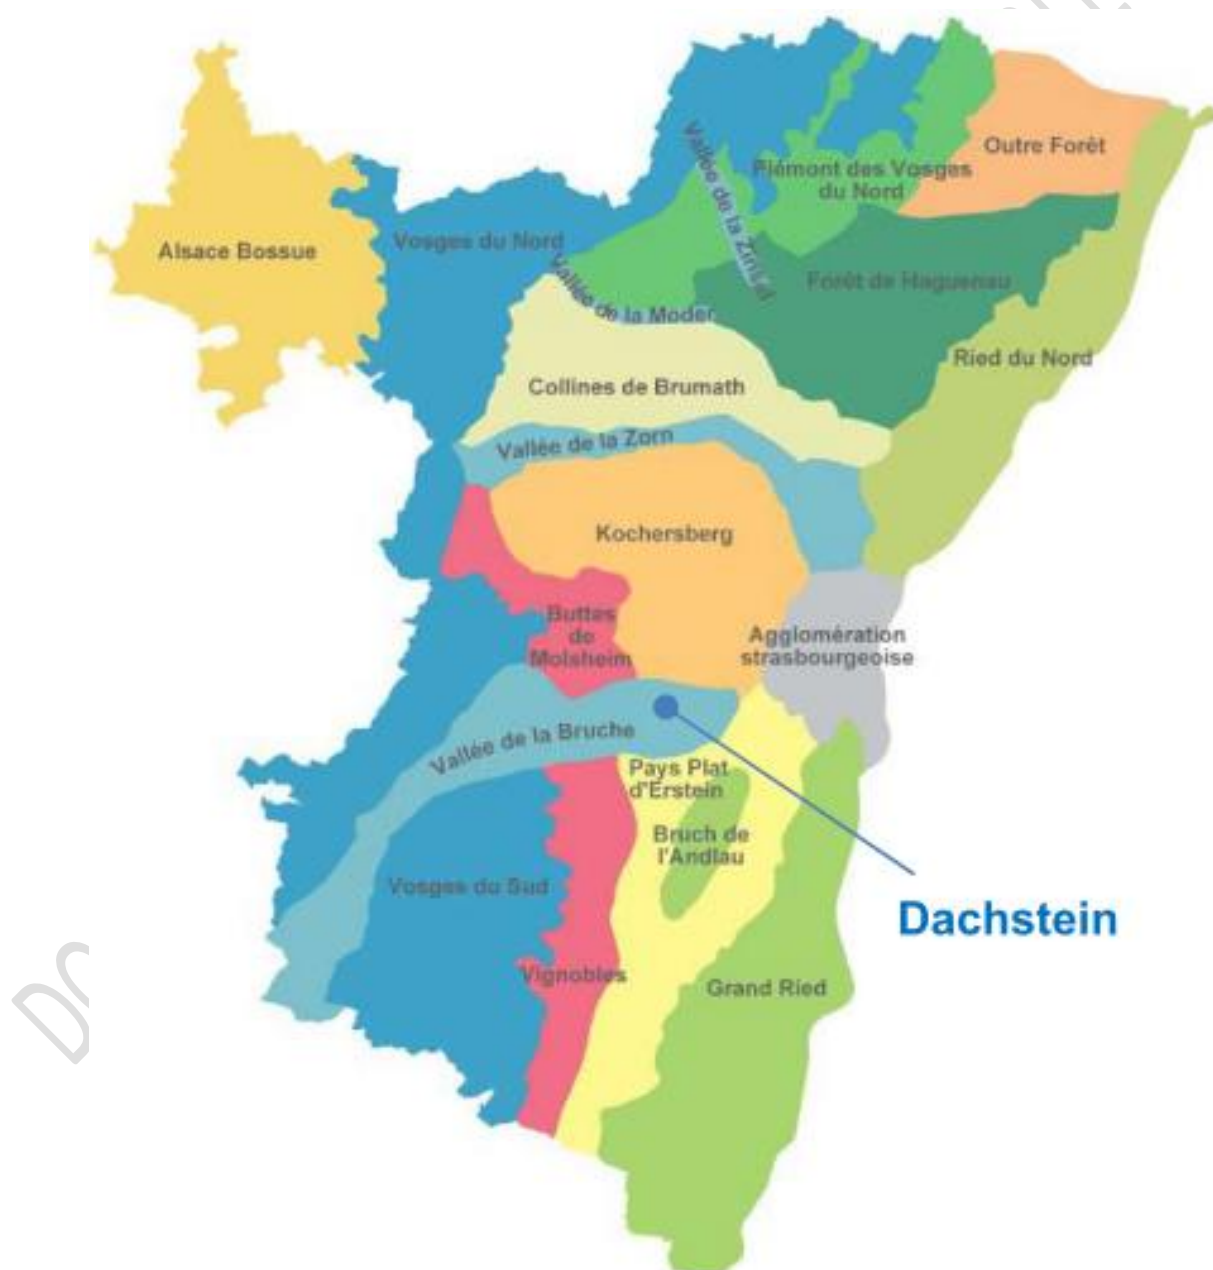 Outre Forêt
Vallée de la Zinsel
Piémont des Vosges
du Nord
Vosges du Nord
Alsace Bossue
Forêt de Haguenau
Vallée de la Moder
Ried du Nord
Collines de Brumath
Vallée de la Zorn
Kochersberg
Buttes
de
Molsheim
Agglomération
strasbourgeoise
Vallée de la Bruche
Pays Plat
d'Erstein
Bruch de
l'Andlau
Vosges du Sud
Dachstein
Vignobles
Grand Ried